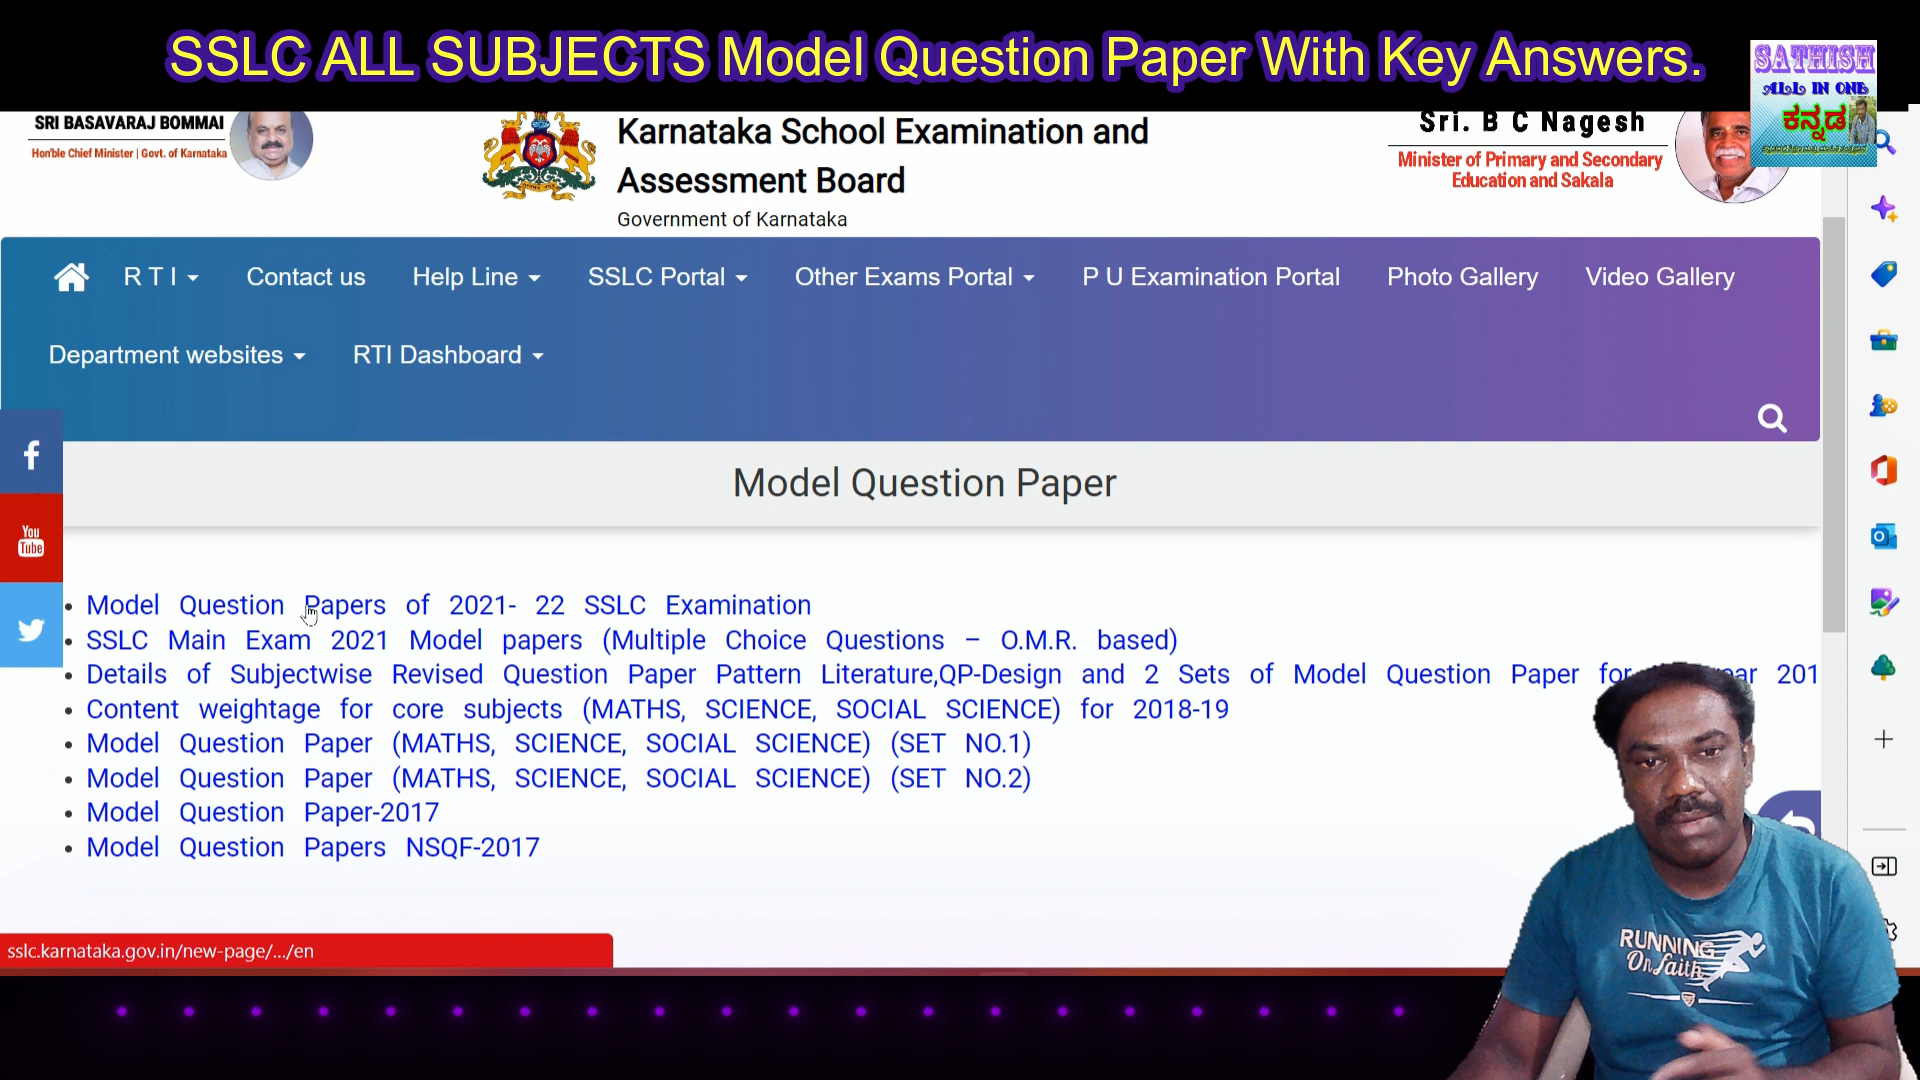 SSLC ALL SUBJECTS Model Question Paper With Key Answers.
SATHISH
ALL IN ONE
ಕನ್ನಡ
SRI BASAVARAJ BOMMAI
Hon'ble Chief Minister | Govt. of Karnataka
Karnataka School Examination and
Assessment Board
Government of Karnataka
Sri. B C Nagesh
Minister of Primary and Secondary
Education and Sakala
R T I
Contact us
Help Line
SSLC Portal
Other Exams Portal
P U Examination Portal
Photo Gallery
Video Gallery
Department websites
RTI Dashboard
Model Question Paper
You
Tube
Model Question Papers of 2021- 22 SSLC Examination
SSLC Main Exam 2021 Model papers (Multiple Choice Questions – O.M.R. based)
Details of Subjectwise Revised Question Paper Pattern Literature,QP-Design and 2 Sets of Model Question Paper for
Content weightage for core subjects (MATHS, SCIENCE, SOCIAL SCIENCE) for 2018-19
Model Question Paper (MATHS, SCIENCE, SOCIAL SCIENCE) (SET NO.1)
Model Question Paper (MATHS, SCIENCE, SOCIAL SCIENCE) (SET NO.2)
Model Question Paper-2017
Model Question Papers NSQF-2017
sslc.karnataka.gov.in/new-page/.../en
RUNNING
On faith